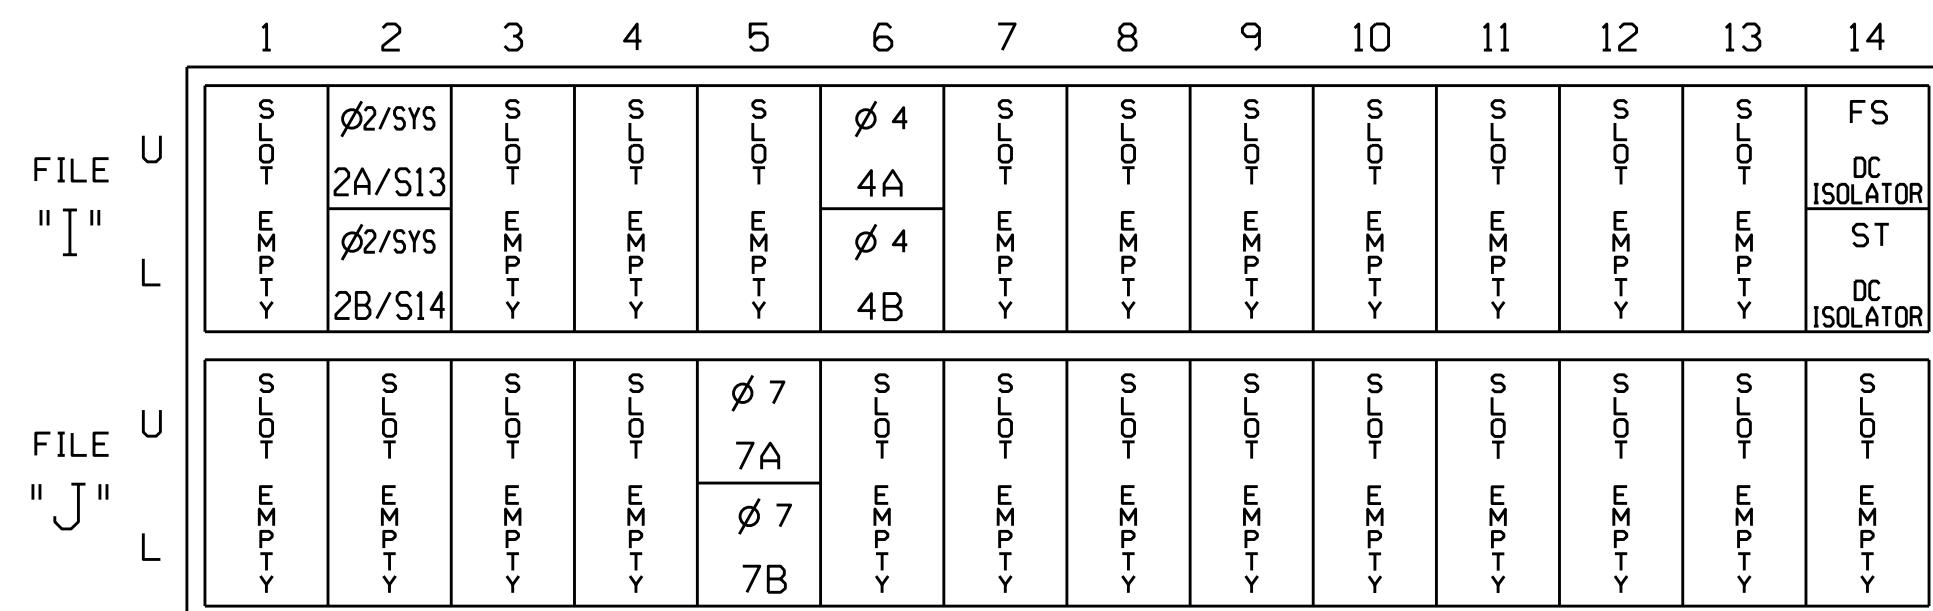 1 2 3 4 5 6 7 8 9 10 11 12 13 14
FILE "I"
U
L
SLOT EMPTY
Ø2/SYS
2A/S13
Ø2/SYS
2B/S14
SLOT EMPTY
SLOT EMPTY
SLOT EMPTY
Ø 4
4A
Ø 4
4B
SLOT EMPTY
SLOT EMPTY
SLOT EMPTY
SLOT EMPTY
SLOT EMPTY
SLOT EMPTY
SLOT EMPTY
FS
DC
ISOLATOR
ST
DC
ISOLATOR
FILE "J"
U
L
SLOT EMPTY
SLOT EMPTY
SLOT EMPTY
SLOT EMPTY
Ø 7
7A
Ø 7
7B
SLOT EMPTY
SLOT EMPTY
SLOT EMPTY
SLOT EMPTY
SLOT EMPTY
SLOT EMPTY
SLOT EMPTY
SLOT EMPTY
SLOT EMPTY